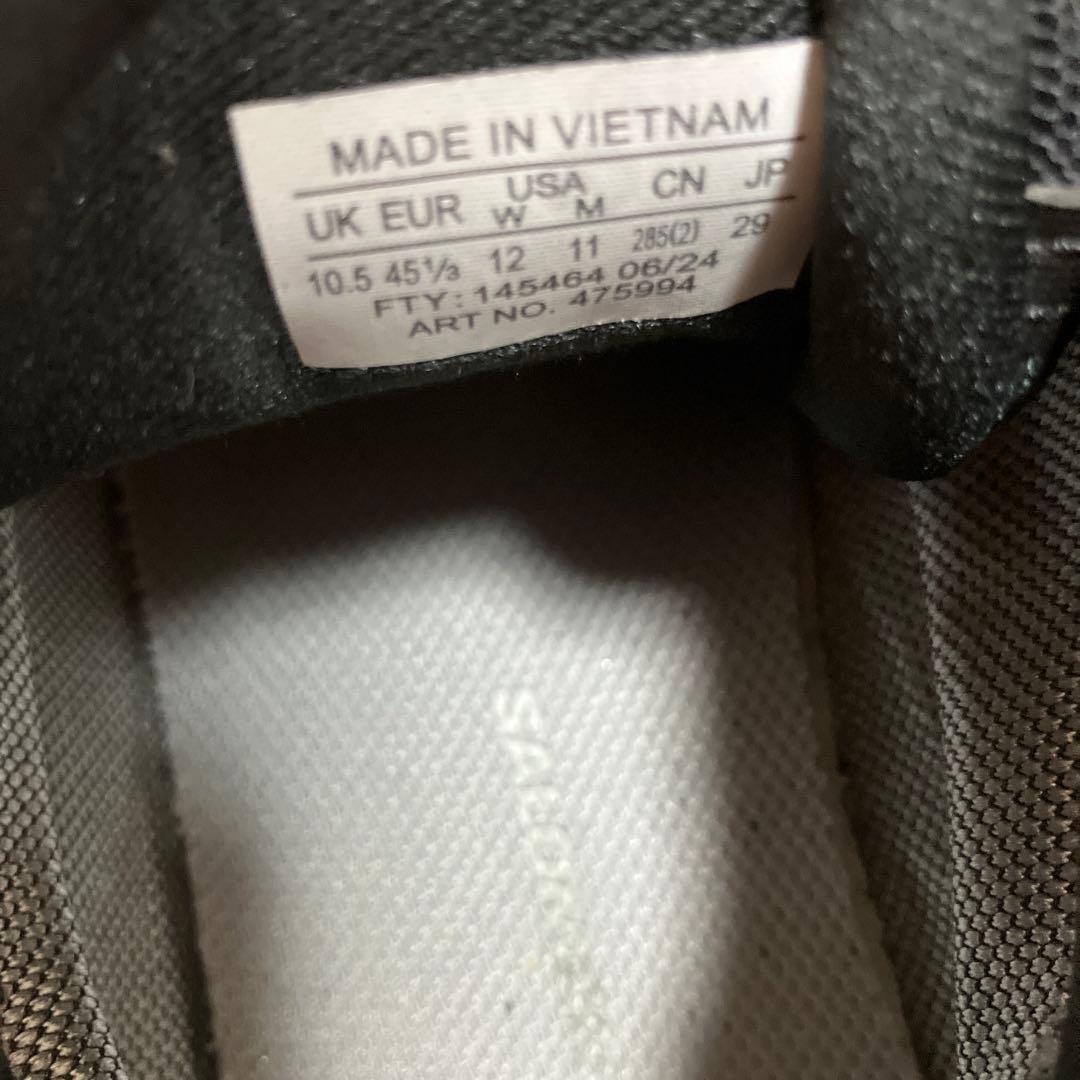 MADE IN VIETNAM
UK EUR USA CN JP
W M
10.5 45⅓ 12 11 285(2) 29
FTY: 145464 06/24
ART NO. 475994